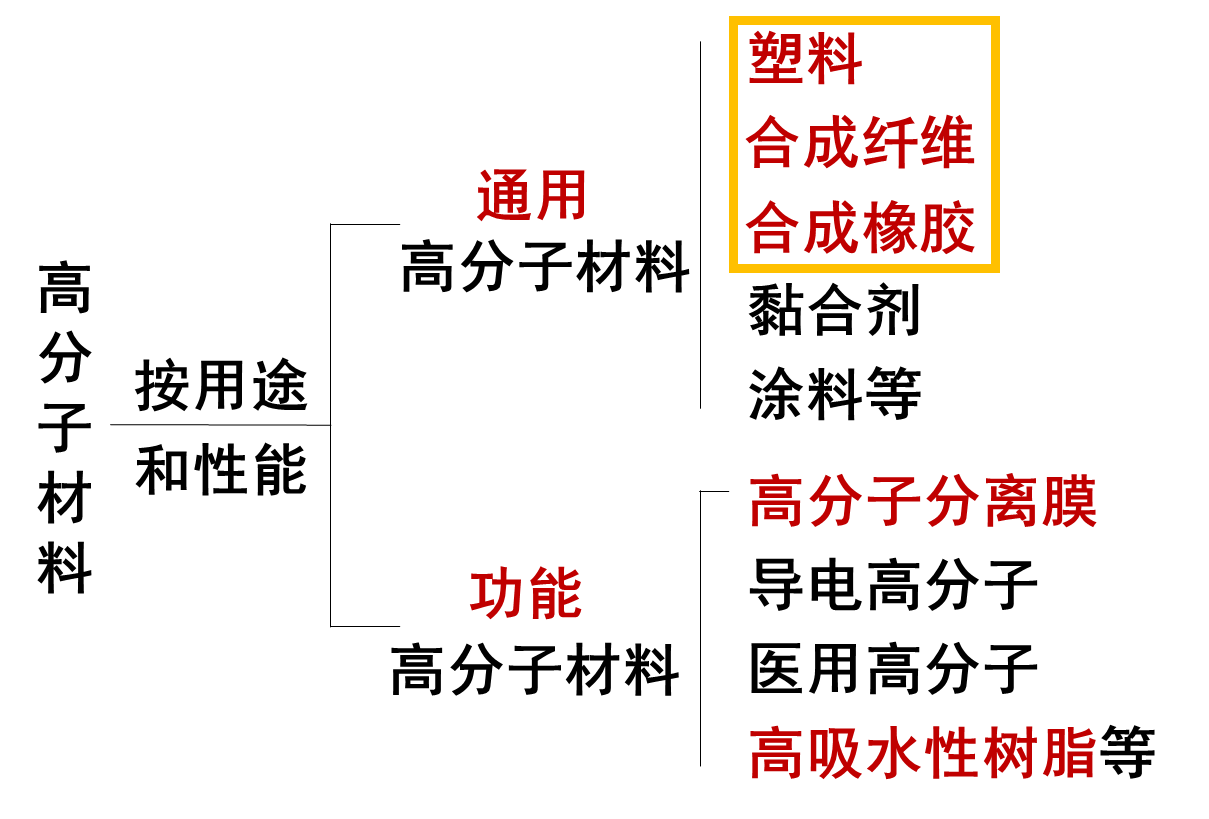 高分子材料
按用途
和性能
通用
高分子材料
塑料
合成纤维
合成橡胶
黏合剂
涂料等
功能
高分子材料
高分子分离膜
导电高分子
医用高分子
高吸水性树脂等